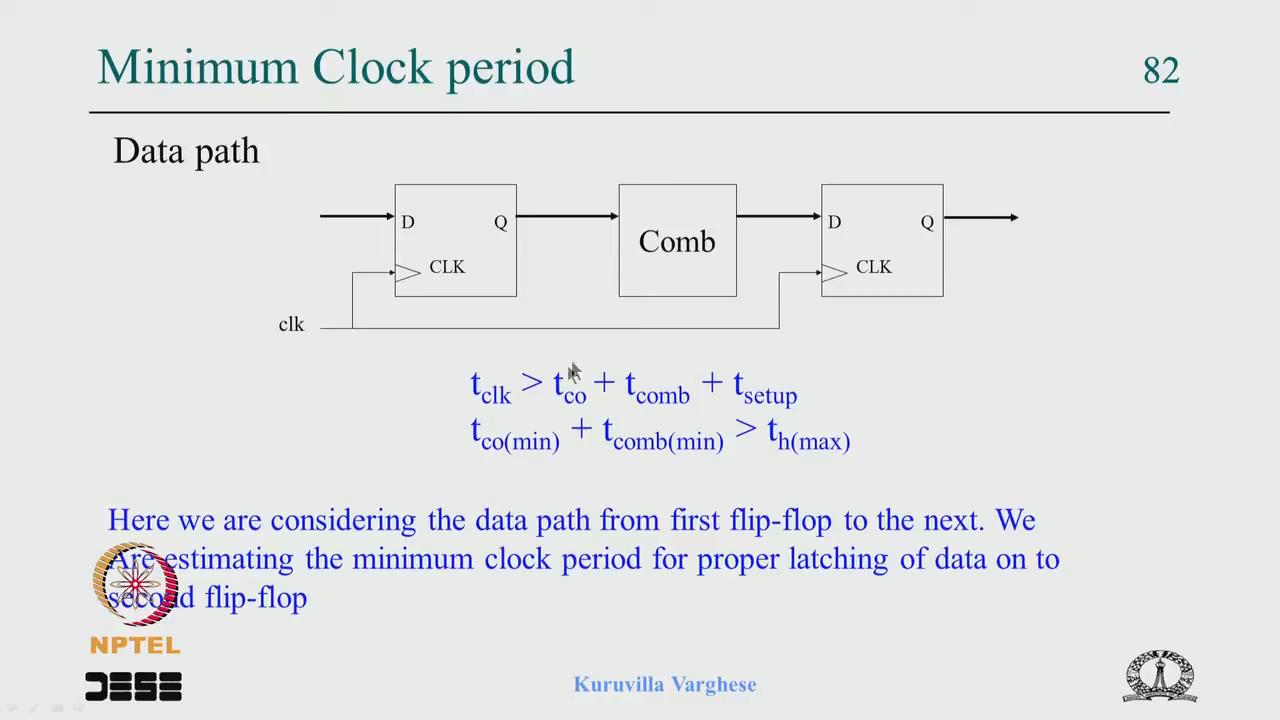 Minimum Clock period
82
Data path
D Q Comb D Q
CLK CLK
clk
tclk > tco + tcomb + tsetup
tco(min) + tcomb(min) > th(max)
Here we are considering the data path from first flip-flop to the next. We
Are estimating the minimum clock period for proper latching of data on to
second flip-flop
NPTEL
DESE
Kuruvilla Varghese